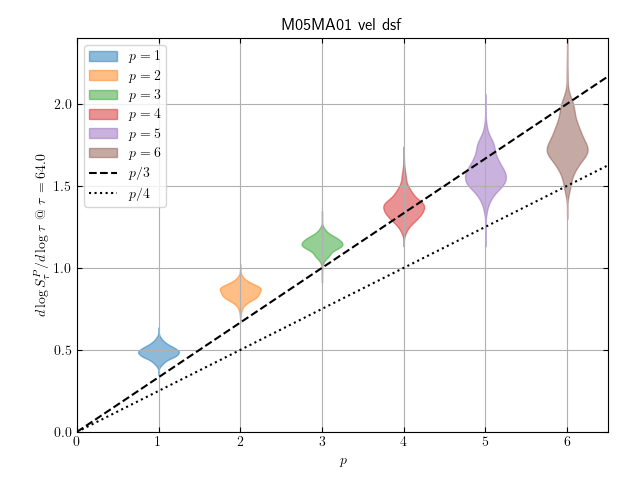 M05MA01 vel dsf
p = 1
p = 2
p = 3
p = 4
p = 5
p = 6
p/3
p/4
d log S_τ^P / d log τ @ τ = 64.0
2.0
1.5
1.0
0.5
0.0
0 1 2 3 4 5 6
p